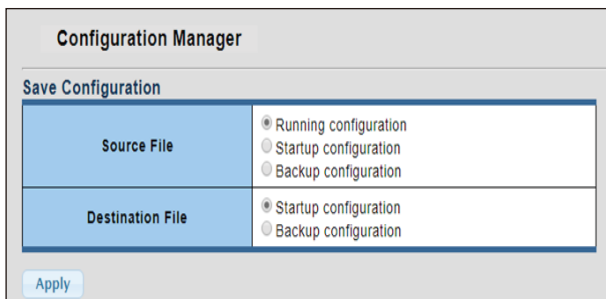 Configuration Manager
Save Configuration
Source File
Running configuration
Startup configuration
Backup configuration
Destination File
Startup configuration
Backup configuration
Apply